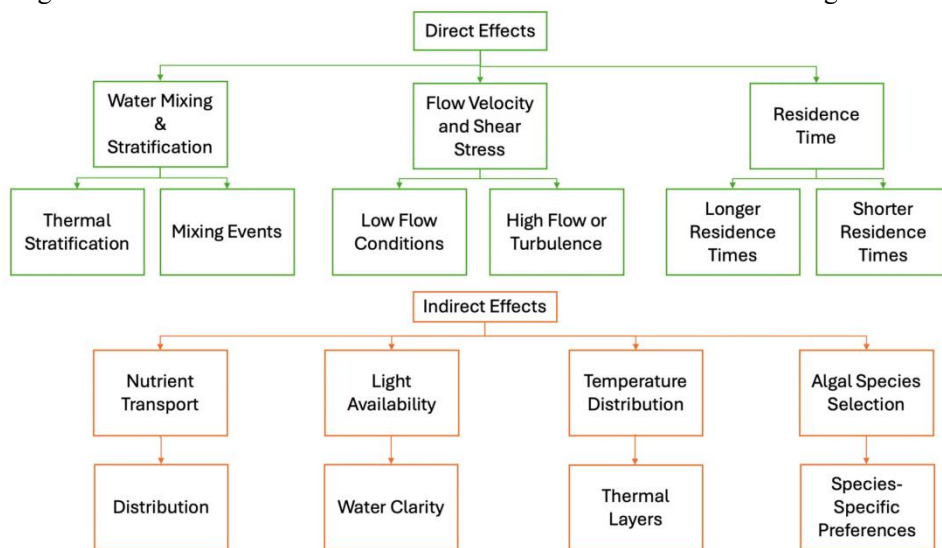 Direct Effects
Water Mixing
&
Stratification
Flow Velocity
and Shear
Stress
Residence
Time
Thermal
Stratification
Mixing Events
Low Flow
Conditions
High Flow or
Turbulence
Longer
Residence
Times
Shorter
Residence
Times
Indirect Effects
Nutrient
Transport
Light
Availability
Temperature
Distribution
Algal Species
Selection
Distribution
Water Clarity
Thermal
Layers
Species-
Specific
Preferences